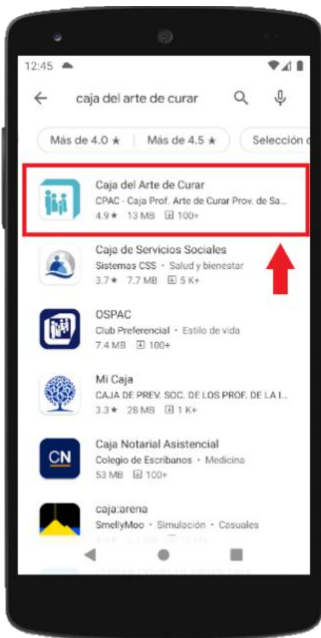 12:45
caja del arte de curar
Más de 4.0 ★
Más de 4.5 ★
Selección
Caja del Arte de Curar
CPAC - Caja Prof. Arte de Curar Prov. de Sa...
4.9 ★ 13 MB 100+
Caja de Servicios Sociales
Sistemas CSS • Salud y bienestar
3.7 ★ 7.7 MB 5 K+
OSPAC
Club Preferencial • Estilo de vida
7.4 MB 100+
Mi Caja
CAJA DE PREV. SOC. DE LOS PROF. DE LA I...
3.3 ★ 28 MB 1 K+
CN
Caja Notarial Asistencial
Colegio de Escribanos • Medicina
53 MB 100+
caja:arena
SmellyMoo • Simulación • Casuales